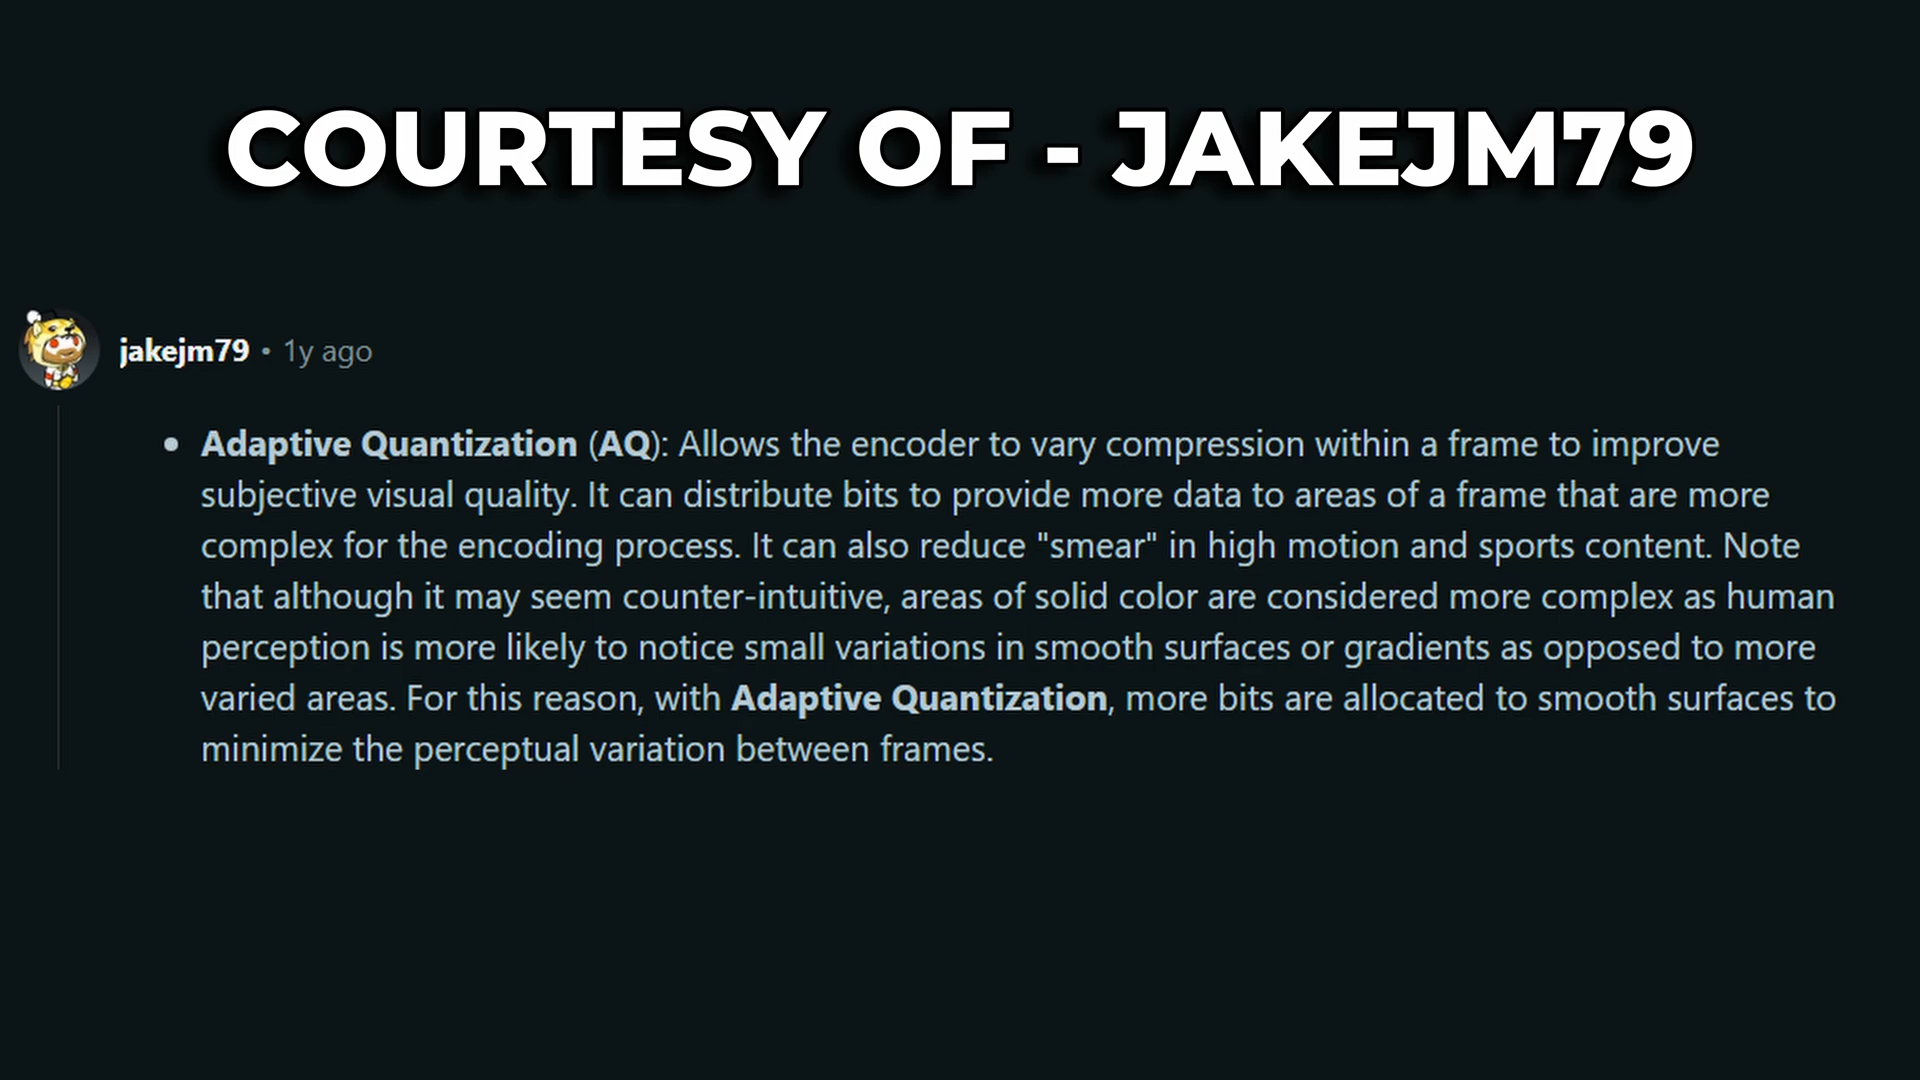 COURTESY OF - JAKEJM79
jakejm79 • 1y ago
• Adaptive Quantization (AQ): Allows the encoder to vary compression within a frame to improve
subjective visual quality. It can distribute bits to provide more data to areas of a frame that are more
complex for the encoding process. It can also reduce "smear" in high motion and sports content. Note
that although it may seem counter-intuitive, areas of solid color are considered more complex as human
perception is more likely to notice small variations in smooth surfaces or gradients as opposed to more
varied areas. For this reason, with Adaptive Quantization, more bits are allocated to smooth surfaces to
minimize the perceptual variation between frames.